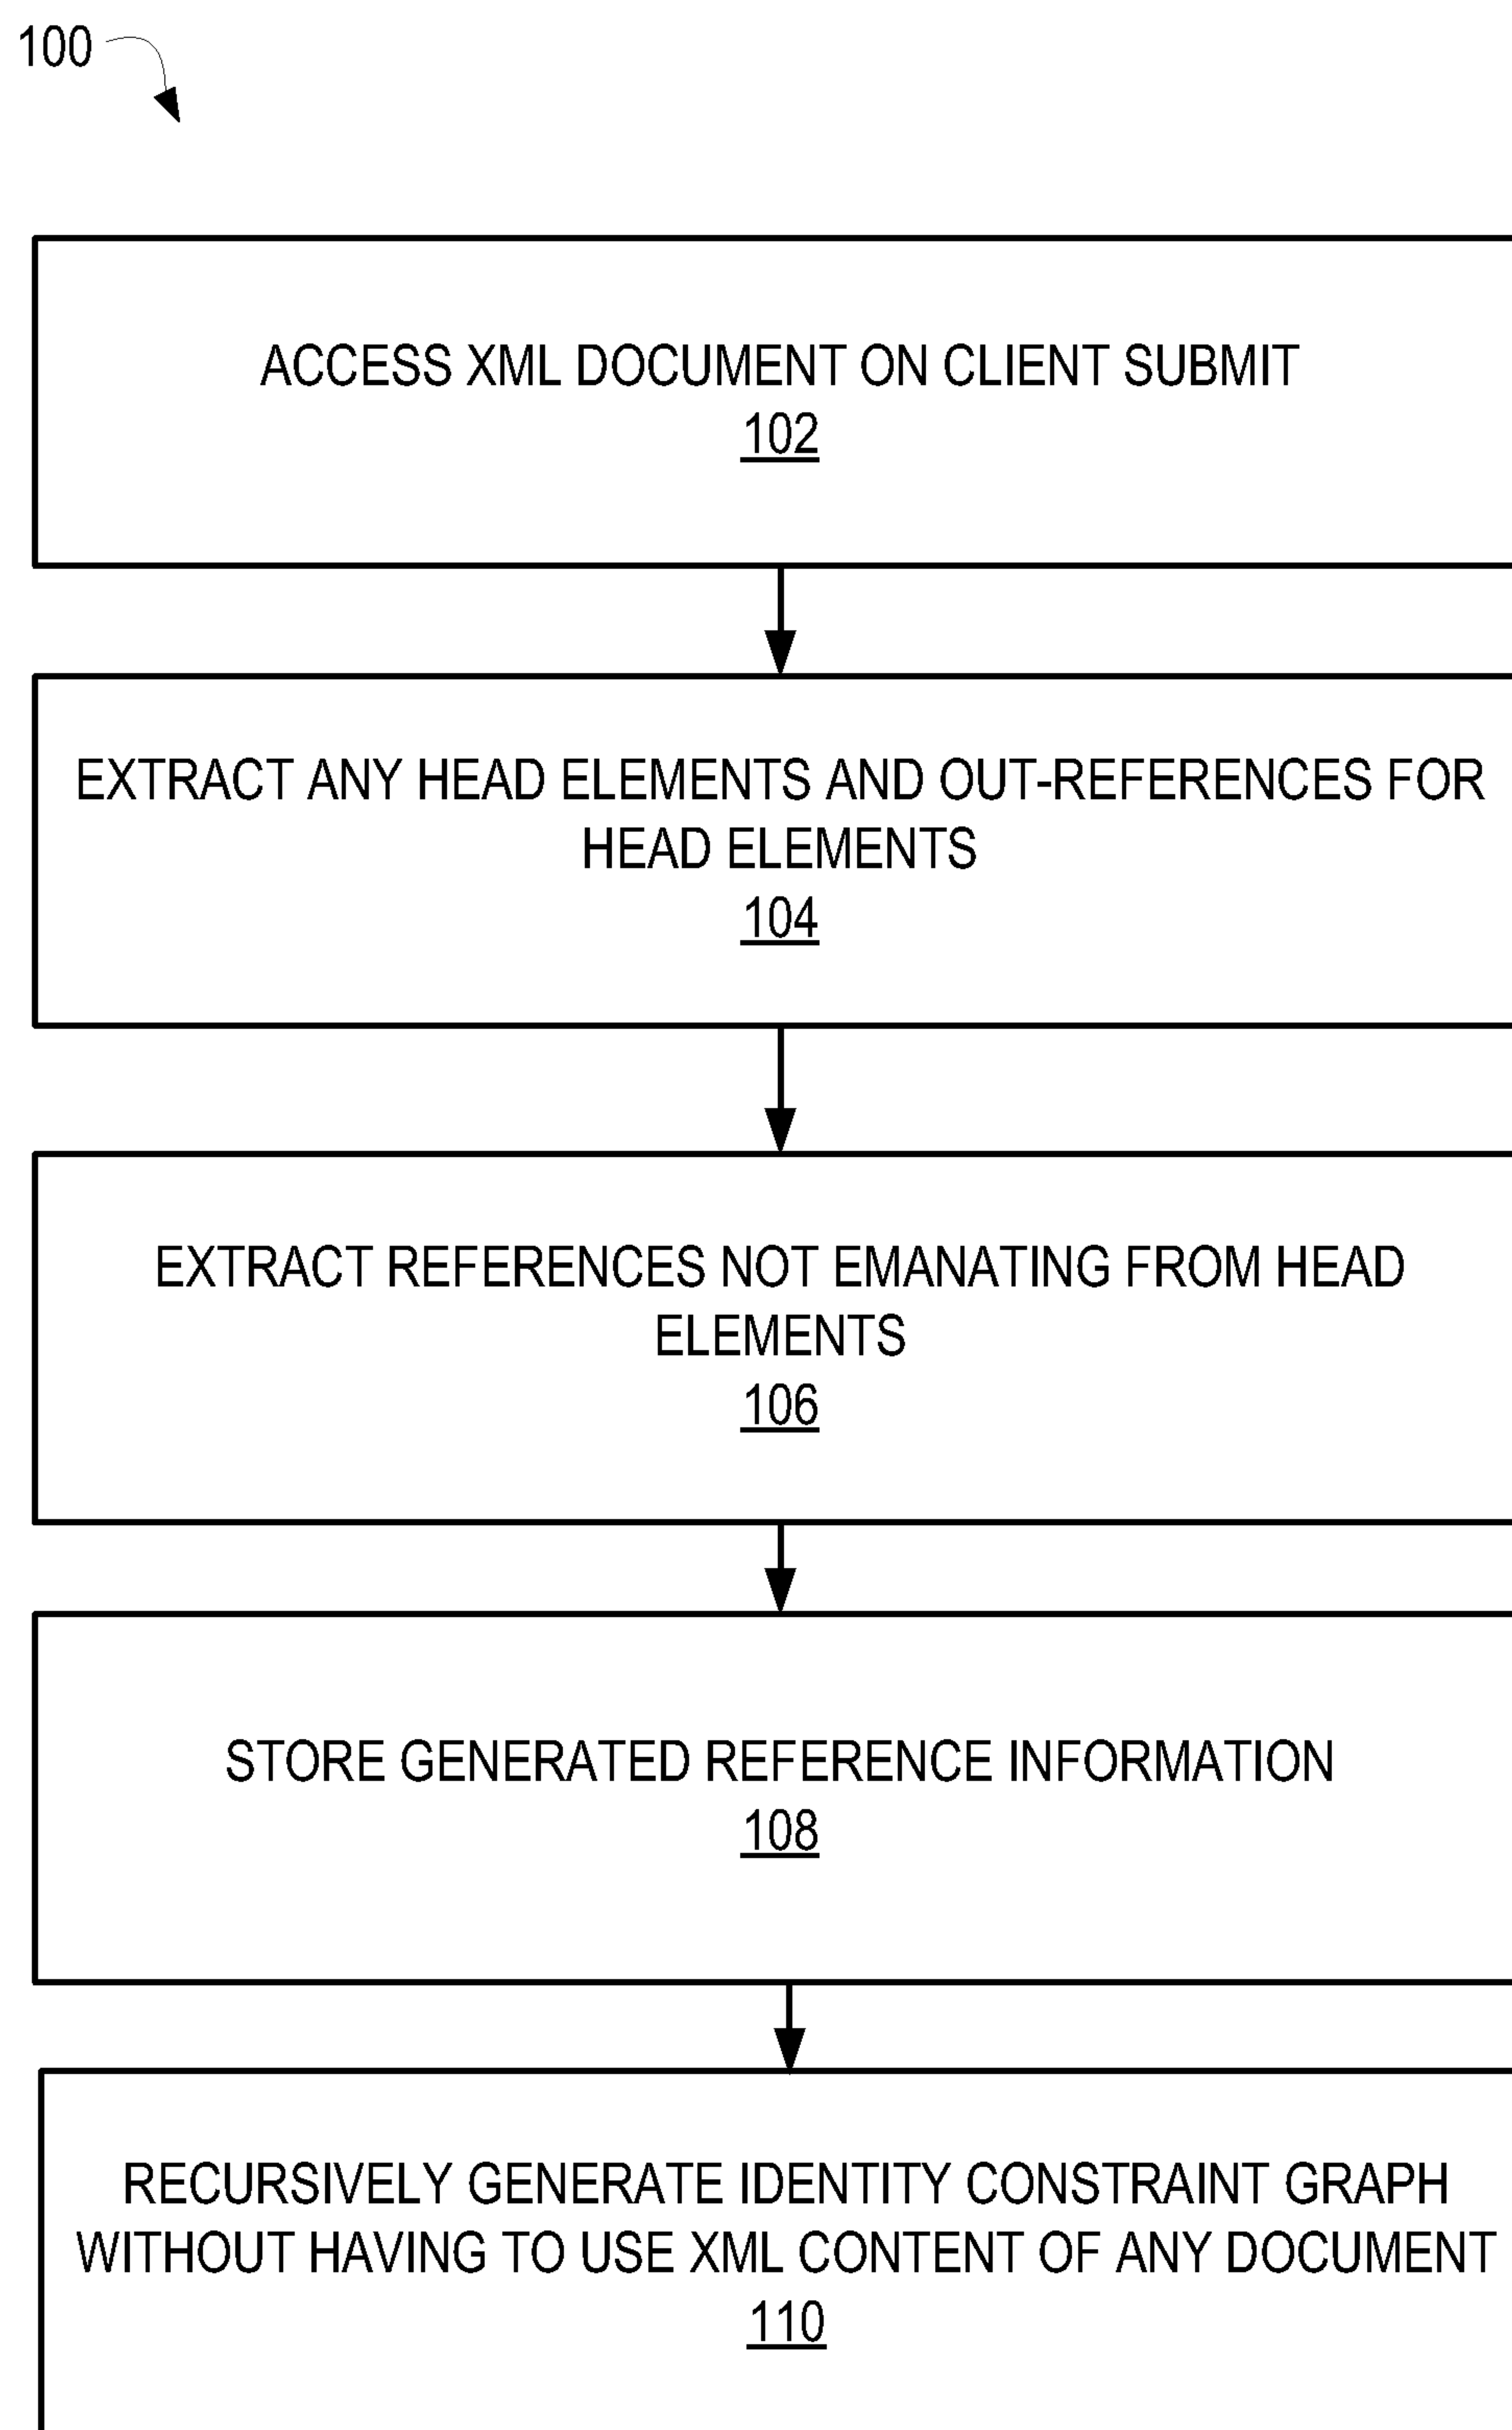 100
ACCESS XML DOCUMENT ON CLIENT SUBMIT
102
EXTRACT ANY HEAD ELEMENTS AND OUT-REFERENCES FOR
HEAD ELEMENTS
104
EXTRACT REFERENCES NOT EMANATING FROM HEAD
ELEMENTS
106
STORE GENERATED REFERENCE INFORMATION
108
RECURSIVELY GENERATE IDENTITY CONSTRAINT GRAPH
WITHOUT HAVING TO USE XML CONTENT OF ANY DOCUMENT
110